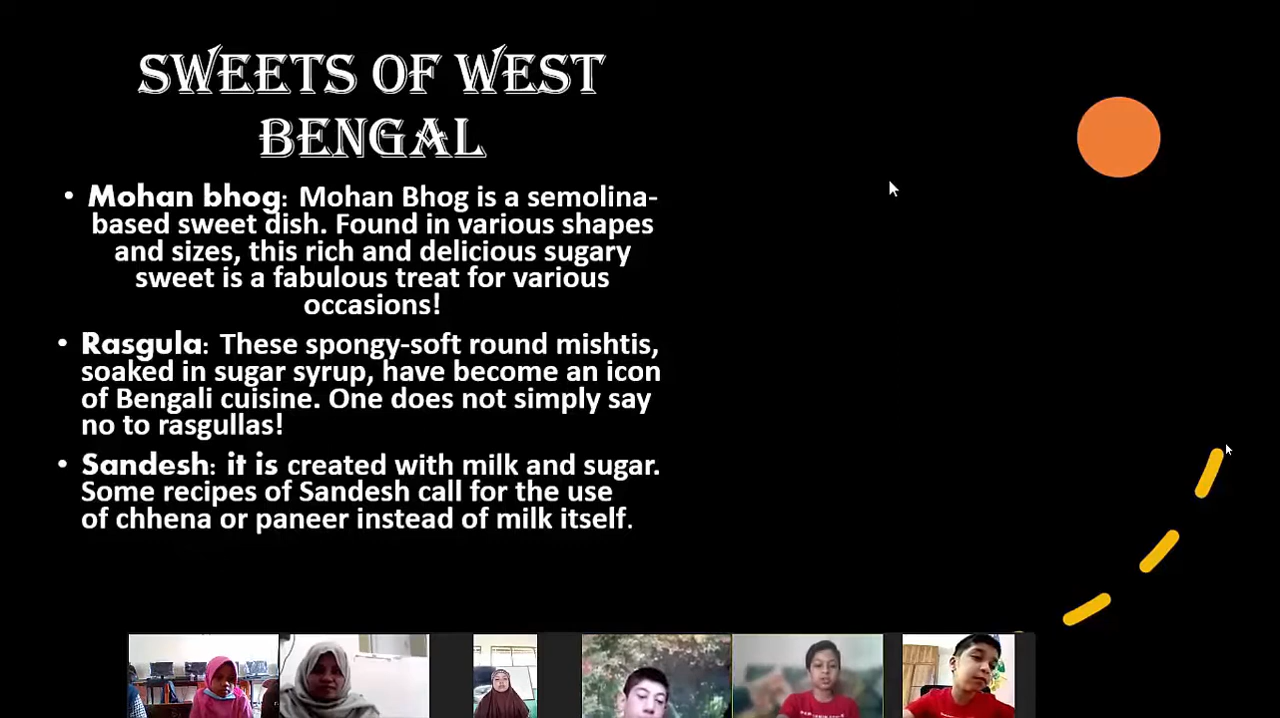 SWEETS OF WEST
BENGAL
• Mohan bhog: Mohan Bhog is a semolina-
based sweet dish. Found in various shapes
and sizes, this rich and delicious sugary
sweet is a fabulous treat for various
occasions!
• Rasgula: These spongy-soft round mishtis,
soaked in sugar syrup, have become an icon
of Bengali cuisine. One does not simply say
no to rasgullas!
• Sandesh: it is created with milk and sugar.
Some recipes of Sandesh call for the use
of chhena or paneer instead of milk itself.